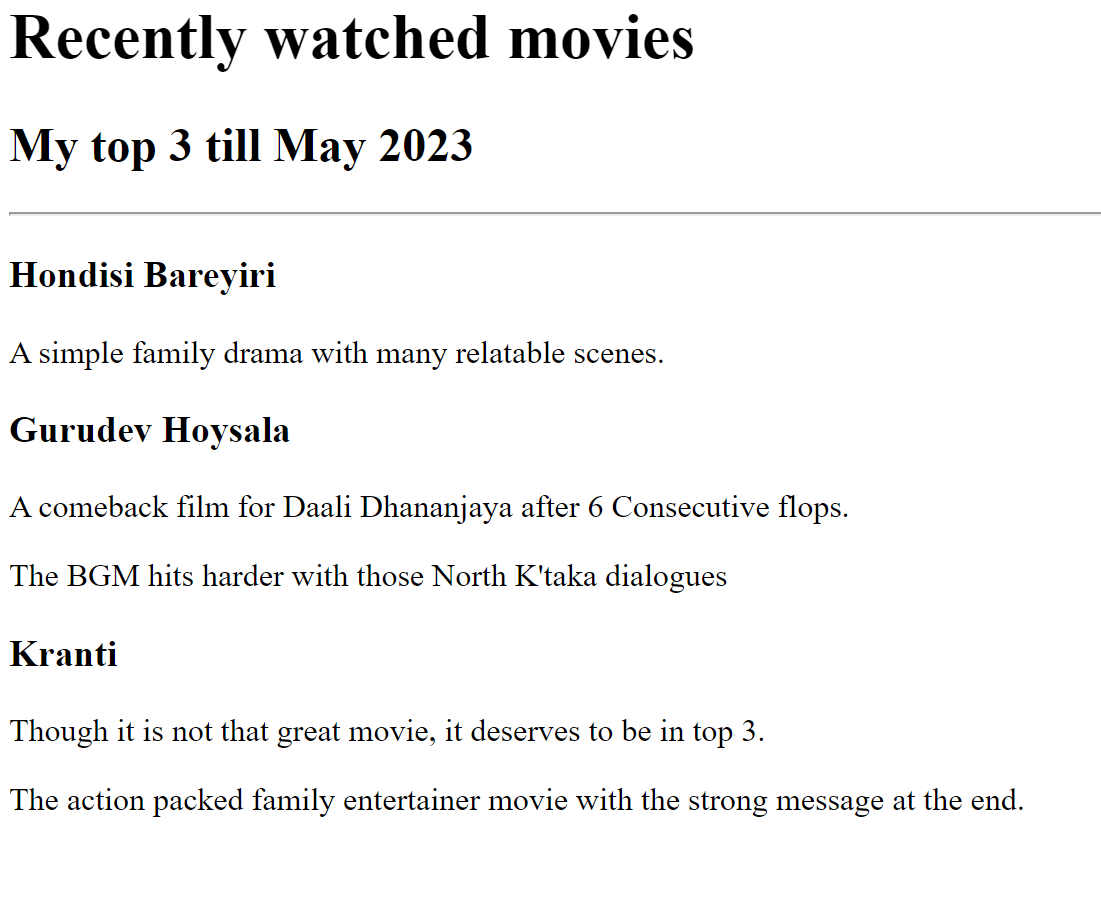 Recently watched movies
My top 3 till May 2023
Hondisi Bareyiri
A simple family drama with many relatable scenes.
Gurudev Hoysala
A comeback film for Daali Dhananjaya after 6 Consecutive flops.
The BGM hits harder with those North K'taka dialogues
Kranti
Though it is not that great movie, it deserves to be in top 3.
The action packed family entertainer movie with the strong message at the end.